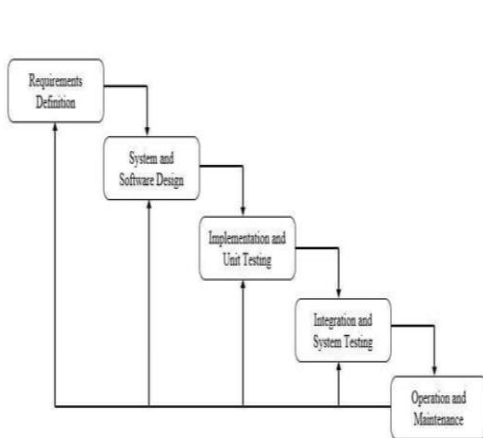 Requirements
Definition
System and
Software Design
Implementation and
Unit Testing
Integration and
System Testing
Operation and
Maintenance